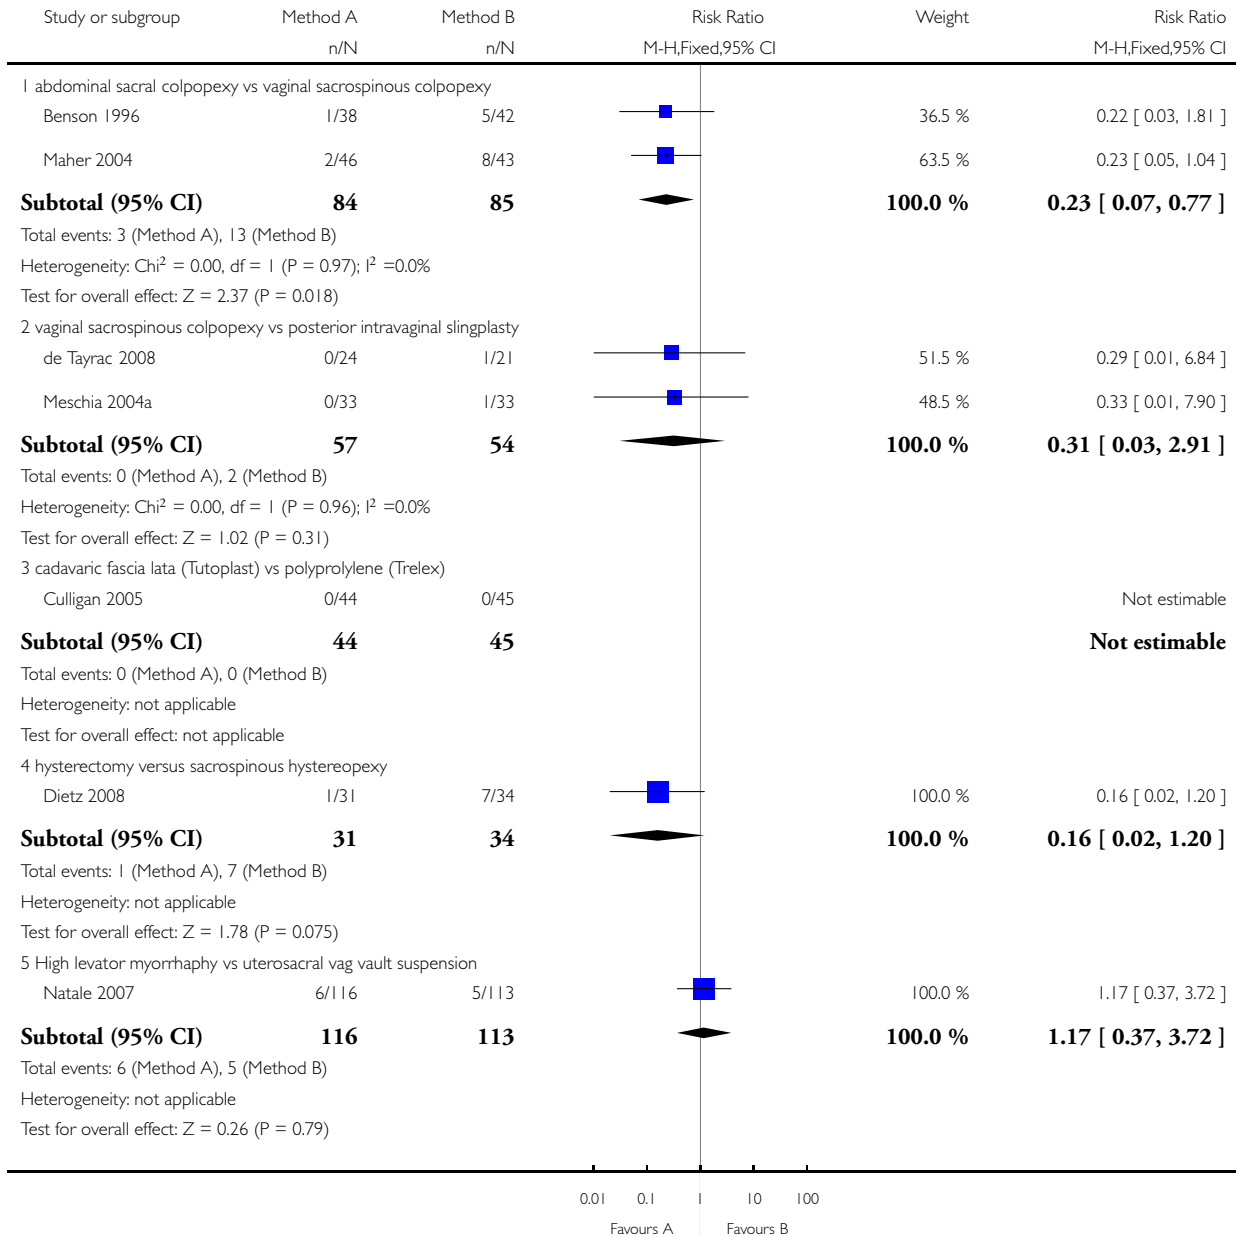 Study or subgroup Method A Method B Risk Ratio Weight Risk Ratio
n/N n/N M-H,Fixed,95% CI M-H,Fixed,95% CI
1 abdominal sacral colpopexy vs vaginal sacrospinous colpopexy
Benson 1996 1/38 5/42 36.5 % 0.22 [ 0.03, 1.81 ]
Maher 2004 2/46 8/43 63.5 % 0.23 [ 0.05, 1.04 ]
Subtotal (95% CI) 84 85 100.0 % 0.23 [ 0.07, 0.77 ]
Total events: 3 (Method A), 13 (Method B)
Heterogeneity: Chi² = 0.00, df = 1 (P = 0.97); I² =0.0%
Test for overall effect: Z = 2.37 (P = 0.018)
2 vaginal sacrospinous colpopexy vs posterior intravaginal slingplasty
de Tayrac 2008 0/24 1/21 51.5 % 0.29 [ 0.01, 6.84 ]
Meschia 2004a 0/33 1/33 48.5 % 0.33 [ 0.01, 7.90 ]
Subtotal (95% CI) 57 54 100.0 % 0.31 [ 0.03, 2.91 ]
Total events: 0 (Method A), 2 (Method B)
Heterogeneity: Chi² = 0.00, df = 1 (P = 0.96); I² =0.0%
Test for overall effect: Z = 1.02 (P = 0.31)
3 cadavaric fascia lata (Tutoplast) vs polyprolylene (Trelex)
Culligan 2005 0/44 0/45 Not estimable
Subtotal (95% CI) 44 45 Not estimable
Total events: 0 (Method A), 0 (Method B)
Heterogeneity: not applicable
Test for overall effect: not applicable
4 hysterectomy versus sacrospinous hystereopexy
Dietz 2008 1/31 7/34 100.0 % 0.16 [ 0.02, 1.20 ]
Subtotal (95% CI) 31 34 100.0 % 0.16 [ 0.02, 1.20 ]
Total events: 1 (Method A), 7 (Method B)
Heterogeneity: not applicable
Test for overall effect: Z = 1.78 (P = 0.075)
5 High levator myorrhaphy vs uterosacral vag vault suspension
Natale 2007 6/116 5/113 100.0 % 1.17 [ 0.37, 3.72 ]
Subtotal (95% CI) 116 113 100.0 % 1.17 [ 0.37, 3.72 ]
Total events: 6 (Method A), 5 (Method B)
Heterogeneity: not applicable
Test for overall effect: Z = 0.26 (P = 0.79)
0.01 0.1 1 10 100
Favours A Favours B